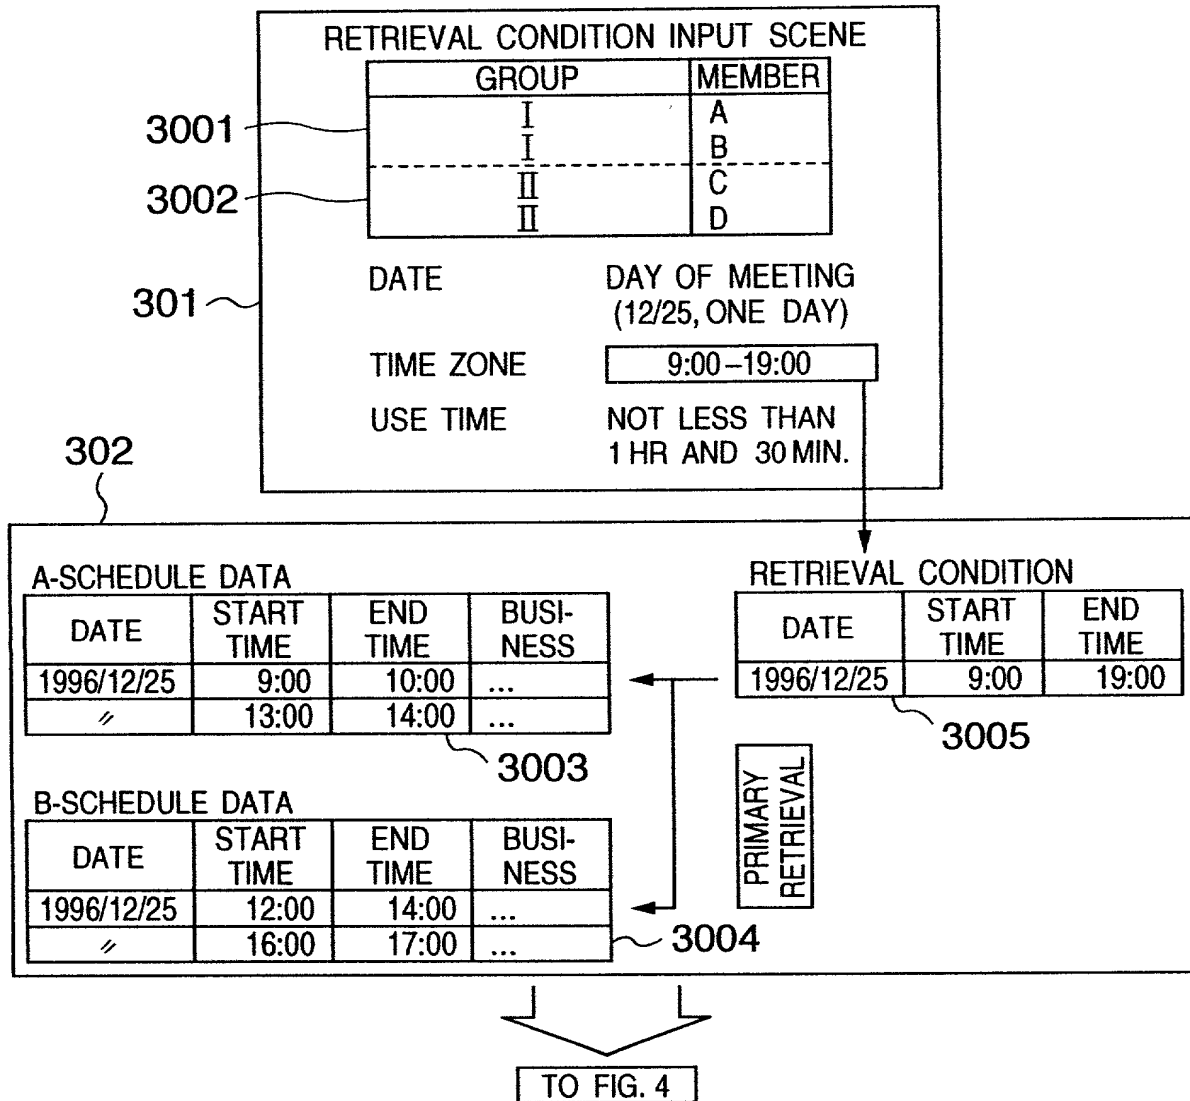 RETRIEVAL CONDITION INPUT SCENE
GROUP MEMBER
I A
I B
II C
II D
3001
3002
301
DATE DAY OF MEETING
(12/25, ONE DAY)
TIME ZONE 9:00–19:00
USE TIME NOT LESS THAN
1 HR AND 30 MIN.
302
A-SCHEDULE DATA
DATE START TIME END TIME BUSI-NESS
1996/12/25 9:00 10:00 ...
〃 13:00 14:00 ...
3003
RETRIEVAL CONDITION
DATE START TIME END TIME
1996/12/25 9:00 19:00
3005
PRIMARY
RETRIEVAL
B-SCHEDULE DATA
DATE START TIME END TIME BUSI-NESS
1996/12/25 12:00 14:00 ...
〃 16:00 17:00 ...
3004
TO FIG. 4